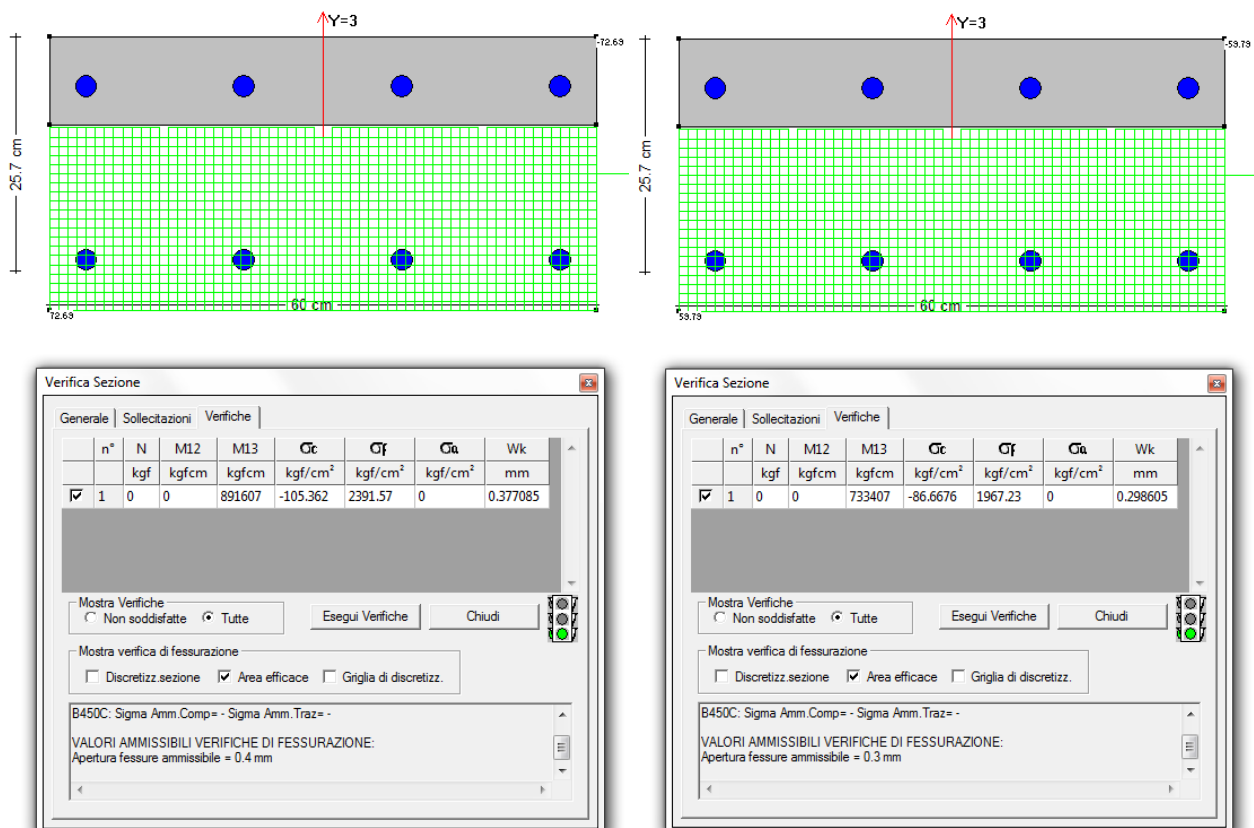 Y=3
-72.69
25.7 cm
60 cm
72.69
Y=3
-59.79
25.7 cm
60 cm
59.79
Verifica Sezione
Generale Sollecitazioni Verifiche
n° N M12 M13 σc σf σa Wk
kgf kgfcm kgfcm kgf/cm² kgf/cm² kgf/cm² mm
1 0 0 891607 -105.362 2391.57 0 0.377085
Mostra Verifiche
Non soddisfatte Tutte
Esegui Verifiche
Chiudi
Mostra verifica di fessurazione
Discretizz.sezione Area efficace Griglia di discretizz.
B450C: Sigma Amm.Comp= - Sigma Amm.Traz= -
VALORI AMMISSIBILI VERIFICHE DI FESSURAZIONE:
Apertura fessure ammissibile = 0.4 mm
Verifica Sezione
Generale Sollecitazioni Verifiche
n° N M12 M13 σc σf σa Wk
kgf kgfcm kgfcm kgf/cm² kgf/cm² kgf/cm² mm
1 0 0 733407 -86.6676 1967.23 0 0.298605
Mostra Verifiche
Non soddisfatte Tutte
Esegui Verifiche
Chiudi
Mostra verifica di fessurazione
Discretizz.sezione Area efficace Griglia di discretizz.
B450C: Sigma Amm.Comp= - Sigma Amm.Traz= -
VALORI AMMISSIBILI VERIFICHE DI FESSURAZIONE:
Apertura fessure ammissibile = 0.3 mm